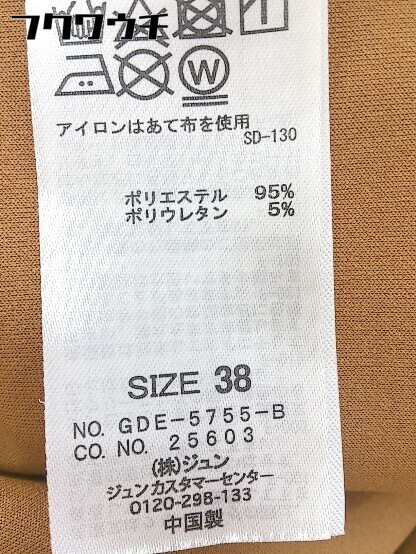 フクウウチ
W
アイロンはあて布を使用
SD-130
ポリエステル 95%
ポリウレタン 5%
SIZE 38
NO. GDE-5755-B
CO. NO. 25603
(株)ジュン
ジュンカスタマーセンター
0120-298-133
中国製